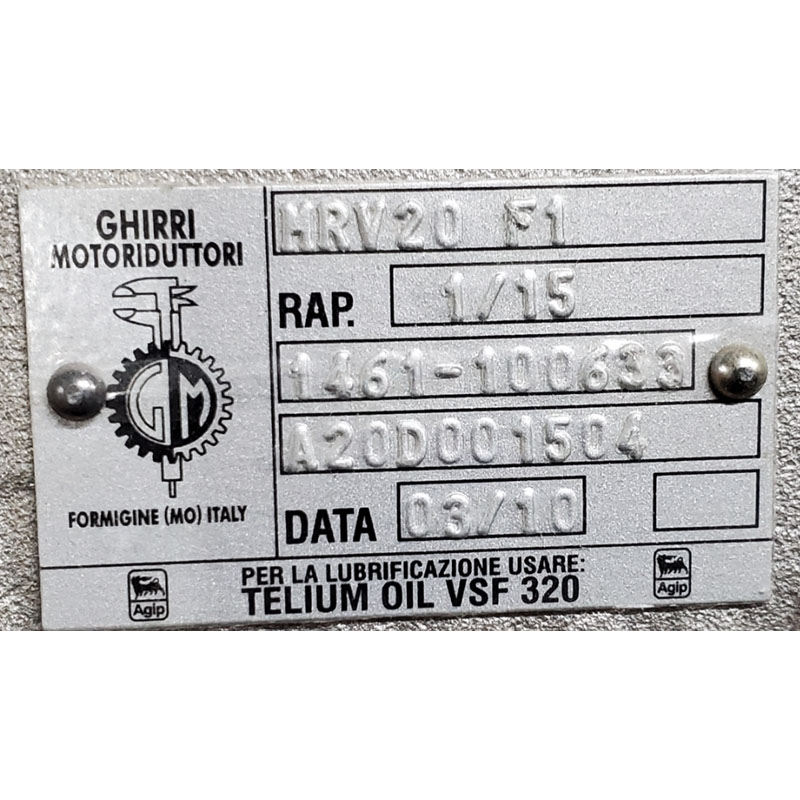 GHIRRI
MOTORIDUTTORI
GM
FORMIGINE (MO) ITALY
MRV20 F1
RAP. 1/15
1461-100633
A20D001504
DATA 03/10
Agip
PER LA LUBRIFICAZIONE USARE:
TELIUM OIL VSF 320
Agip